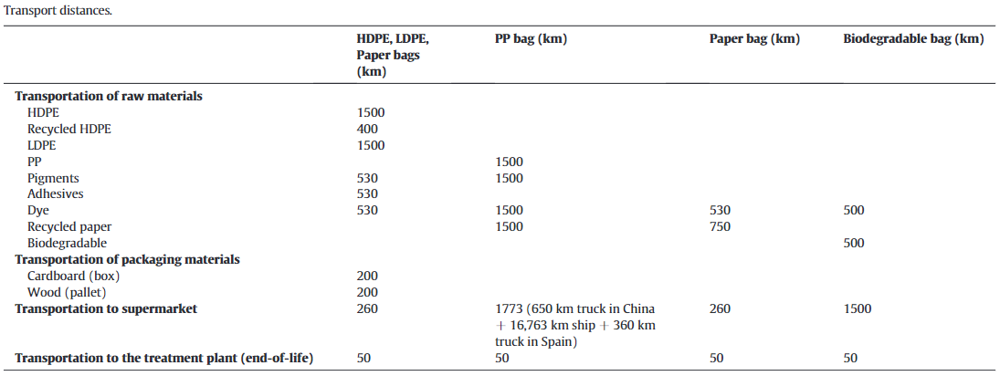 Transport distances.
HDPE, LDPE, Paper bags (km) PP bag (km) Paper bag (km) Biodegradable bag (km)
Transportation of raw materials
HDPE 1500
Recycled HDPE 400
LDPE 1500
PP 1500
Pigments 530 1500
Adhesives 530
Dye 530 1500 530 500
Recycled paper 1500 750
Biodegradable 500
Transportation of packaging materials
Cardboard (box) 200
Wood (pallet) 200
Transportation to supermarket 260 1773 (650 km truck in China + 16,763 km ship + 360 km truck in Spain) 260 1500
Transportation to the treatment plant (end-of-life) 50 50 50 50